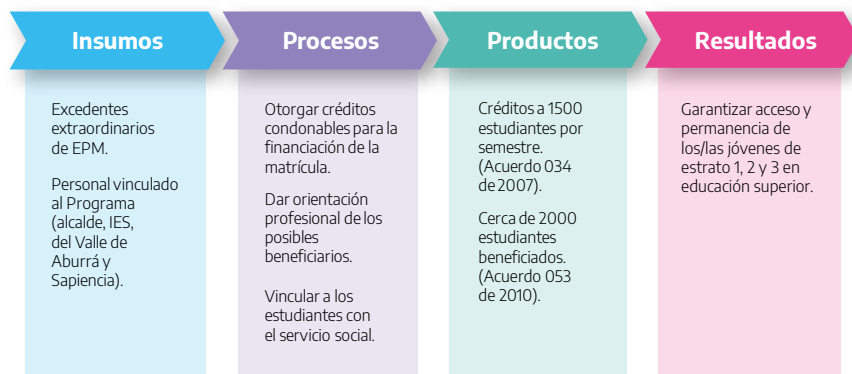 Insumos
Excedentes
extraordinarios
de EPM.
Personal vinculado
al Programa
(alcalde, IES,
del Valle de
Aburrá y
Sapiencia).
Procesos
Otorgar créditos
condonables para la
financiación de la
matrícula.
Dar orientación
profesional de los
posibles
beneficiarios.
Vincular a los
estudiantes con
el servicio social.
Productos
Créditos a 1500
estudiantes por
semestre.
(Acuerdo 034
de 2007).
Cerca de 2000
estudiantes
beneficiados.
(Acuerdo 053
de 2010).
Resultados
Garantizar acceso y
permanencia de
los/las jóvenes de
estrato 1, 2 y 3 en
educación superior.